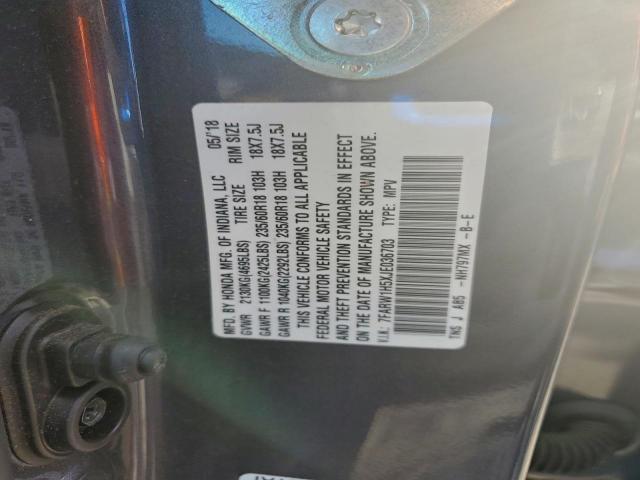 MFG. BY HONDA MFG. OF INDIANA, LLC 05/'18
GVWR 2130KG(4695LBS) TIRE SIZE RIM SIZE
GAWR F 1100KG(2425LBS) 235/60R18 103H 18X7.5J
GAWR R 1040KG(2292LBS) 235/60R18 103H 18X7.5J
THIS VEHICLE CONFORMS TO ALL APPLICABLE
FEDERAL MOTOR VEHICLE SAFETY
AND THEFT PREVENTION STANDARDS IN EFFECT
ON THE DATE OF MANUFACTURE SHOWN ABOVE.
V.I.N.: 7FARW1H57JE036703 TYPE: MPV
TNS J A85 -NH797MX -B-E